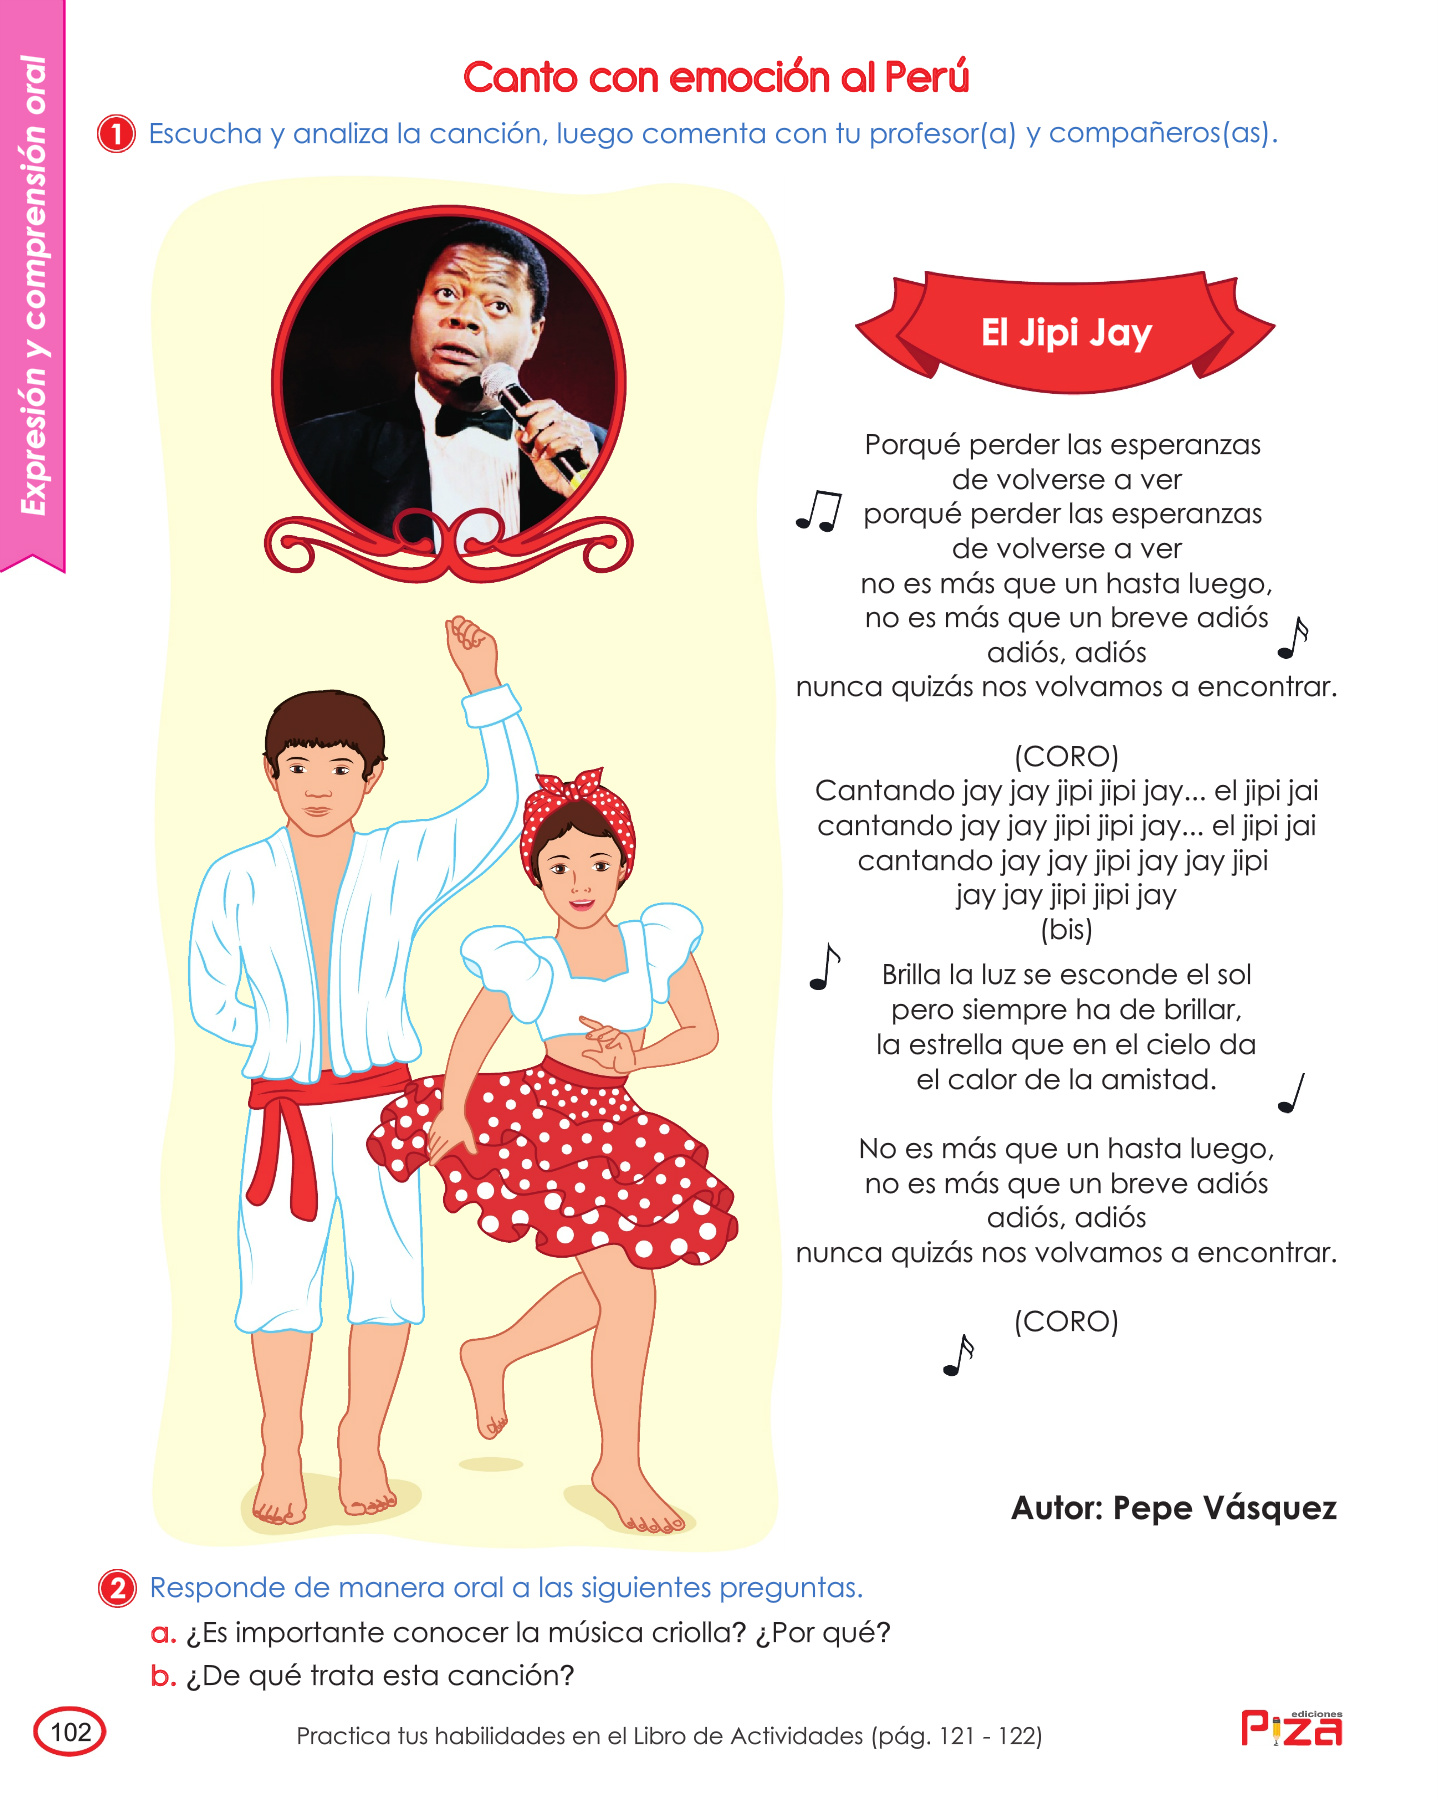 Expresión y comprensión oral
Canto con emoción al Perú
1 Escucha y analiza la canción, luego comenta con tu profesor(a) y compañeros(as).
El Jipi Jay
Porqué perder las esperanzas
de volverse a ver
porqué perder las esperanzas
de volverse a ver
no es más que un hasta luego,
no es más que un breve adiós
adiós, adiós
nunca quizás nos volvamos a encontrar.
(CORO)
Cantando jay jay jipi jipi jay... el jipi jai
cantando jay jay jipi jipi jay... el jipi jai
cantando jay jay jipi jay jay jipi
jay jay jipi jipi jay
(bis)
Brilla la luz se esconde el sol
pero siempre ha de brillar,
la estrella que en el cielo da
el calor de la amistad.
No es más que un hasta luego,
no es más que un breve adiós
adiós, adiós
nunca quizás nos volvamos a encontrar.
(CORO)
Autor: Pepe Vásquez
2 Responde de manera oral a las siguientes preguntas.
a. ¿Es importante conocer la música criolla? ¿Por qué?
b. ¿De qué trata esta canción?
102
Practica tus habilidades en el Libro de Actividades (pág. 121 - 122)
ediciones
Piza